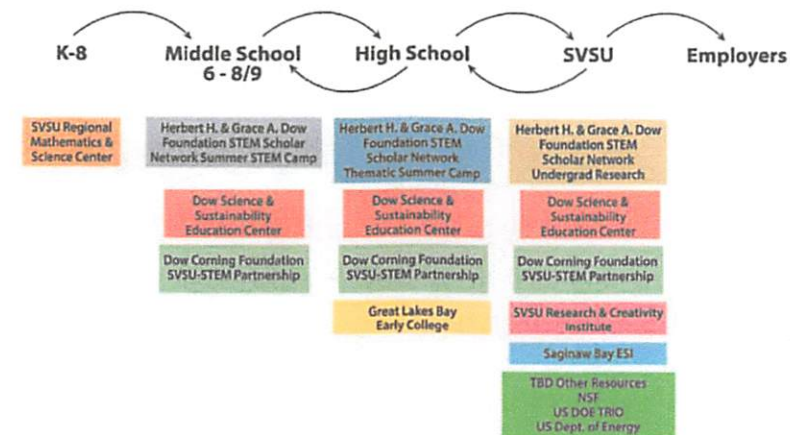 K-8
Middle School
6 - 8/9
High School
SVSU
Employers
SVSU Regional
Mathematics &
Science Center
Herbert H. & Grace A. Dow
Foundation STEM Scholar
Network Summer STEM Camp
Herbert H. & Grace A. Dow
Foundation STEM
Scholar Network
Thematic Summer Camp
Herbert H. & Grace A. Dow
Foundation STEM
Scholar Network
Undergrad Research
Dow Science &
Sustainability
Education Center
Dow Science &
Sustainability
Education Center
Dow Science &
Sustainability
Education Center
Dow Corning Foundation
SVSU-STEM Partnership
Dow Corning Foundation
SVSU-STEM Partnership
Dow Corning Foundation
SVSU-STEM Partnership
Great Lakes Bay
Early College
SVSU Research & Creativity
Institute
Saginaw Bay ESI
TBD Other Resources
NSF
US DOE TRIO
US Dept. of Energy